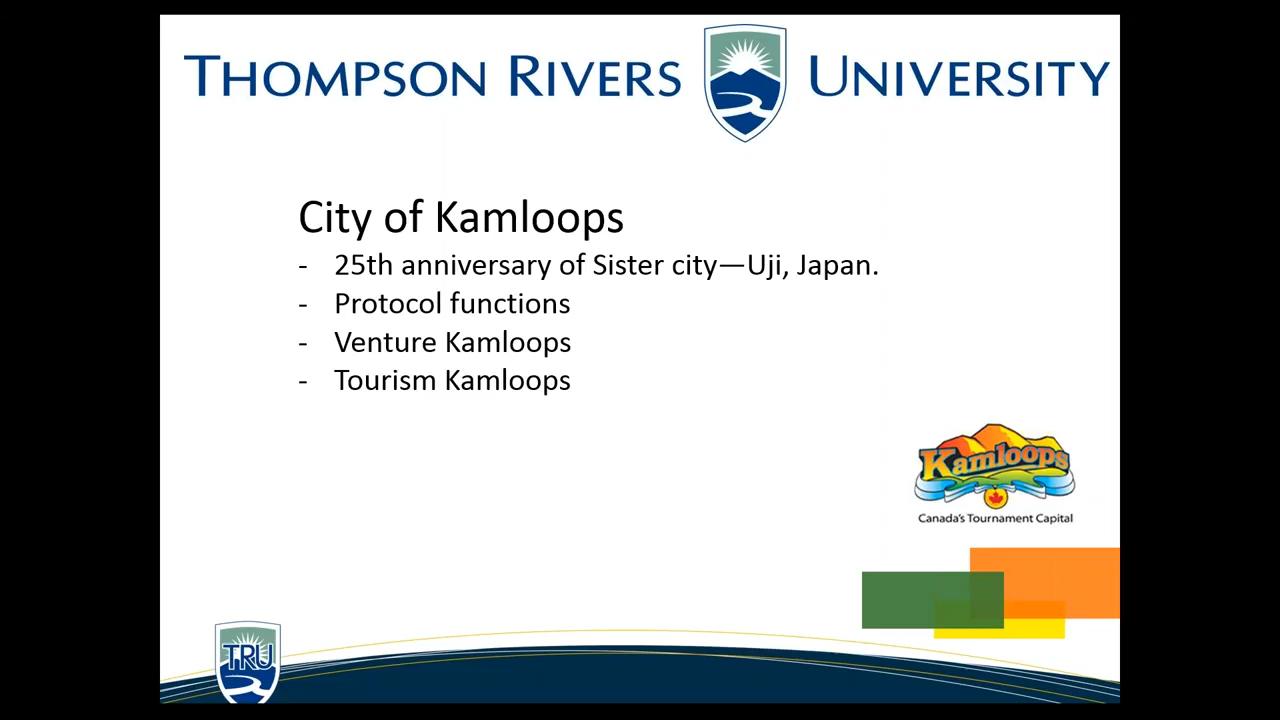 THOMPSON RIVERS UNIVERSITY
City of Kamloops
- 25th anniversary of Sister city—Uji, Japan.
- Protocol functions
- Venture Kamloops
- Tourism Kamloops
Kamloops
Canada's Tournament Capital
TRU